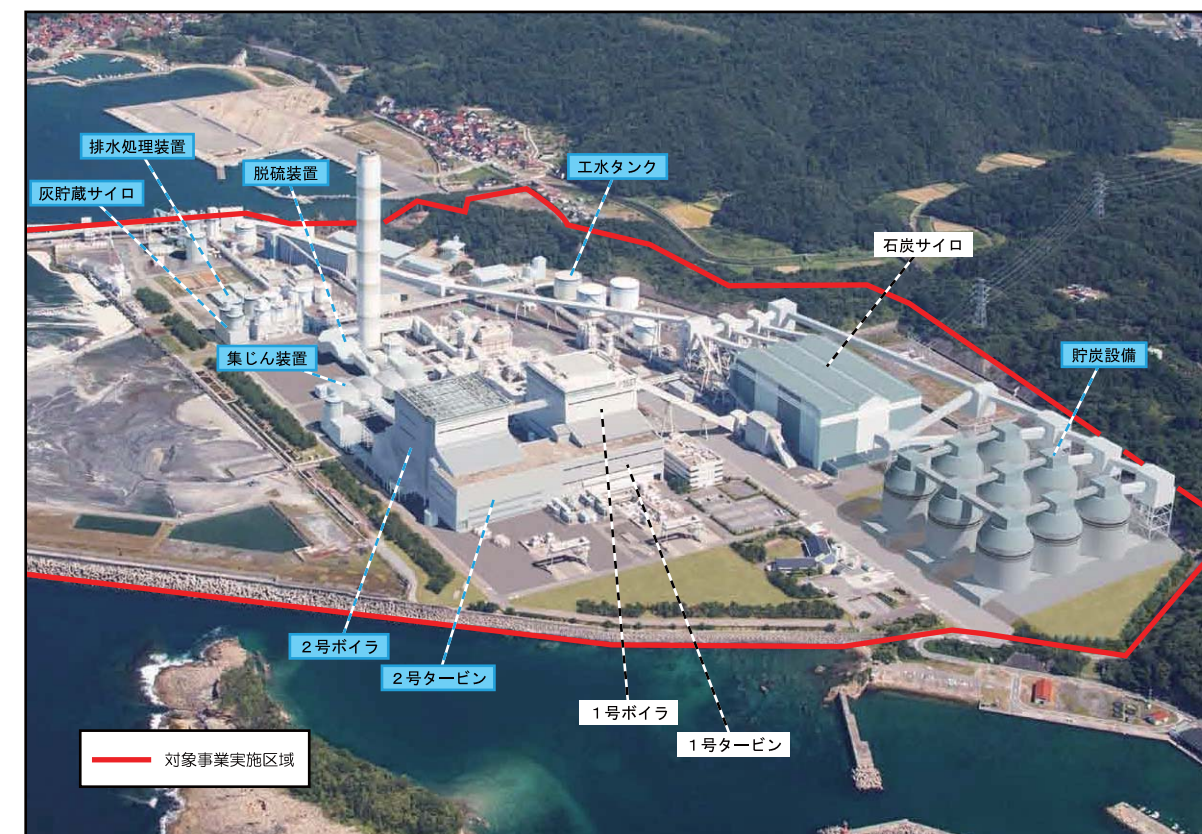 排水処理装置
脱硫装置
工水タンク
灰貯蔵サイロ
石炭サイロ
集じん装置
貯炭設備
2号ボイラ
2号タービン
1号ボイラ
1号タービン
対象事業実施区域